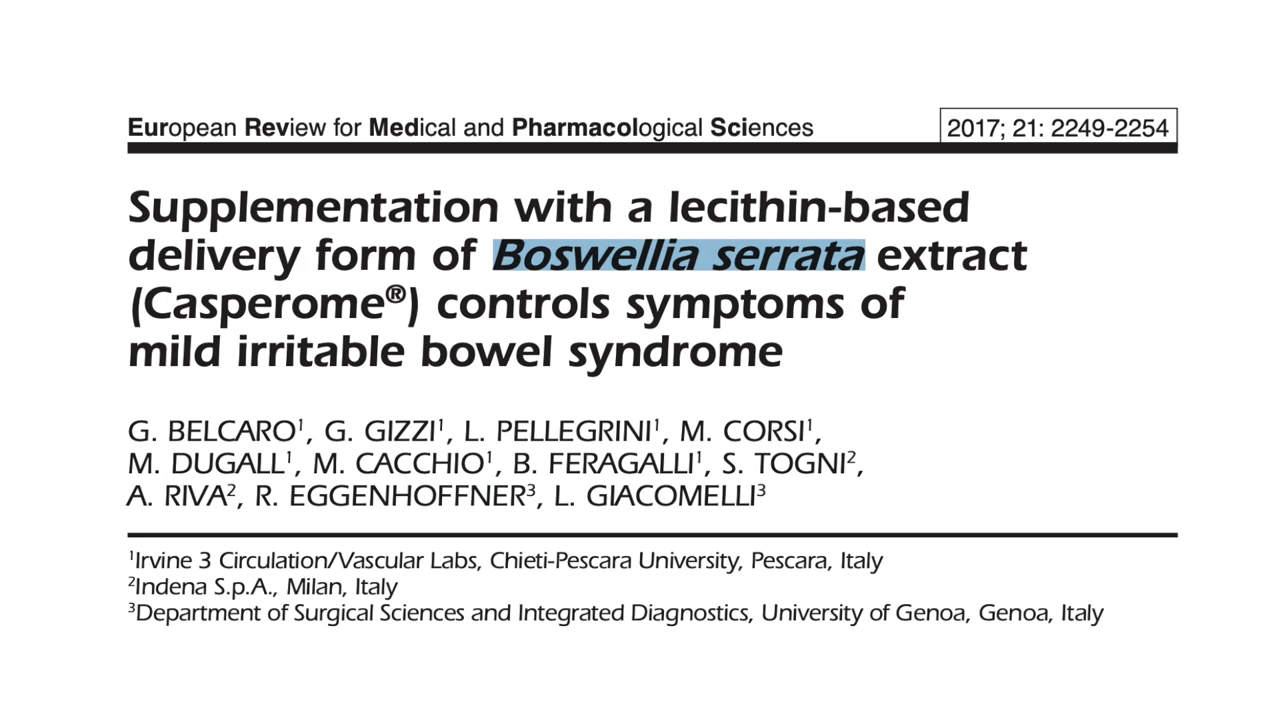 European Review for Medical and Pharmacological Sciences
2017; 21: 2249-2254
Supplementation with a lecithin-based
delivery form of Boswellia serrata extract
(Casperome®) controls symptoms of
mild irritable bowel syndrome
G. BELCARO¹, G. GIZZI¹, L. PELLEGRINI¹, M. CORSI¹,
M. DUGALL¹, M. CACCHIO¹, B. FERAGALLI¹, S. TOGNI²,
A. RIVA², R. EGGENHOFFNER³, L. GIACOMELLI³
¹Irvine 3 Circulation/Vascular Labs, Chieti-Pescara University, Pescara, Italy
²Indena S.p.A., Milan, Italy
³Department of Surgical Sciences and Integrated Diagnostics, University of Genoa, Genoa, Italy